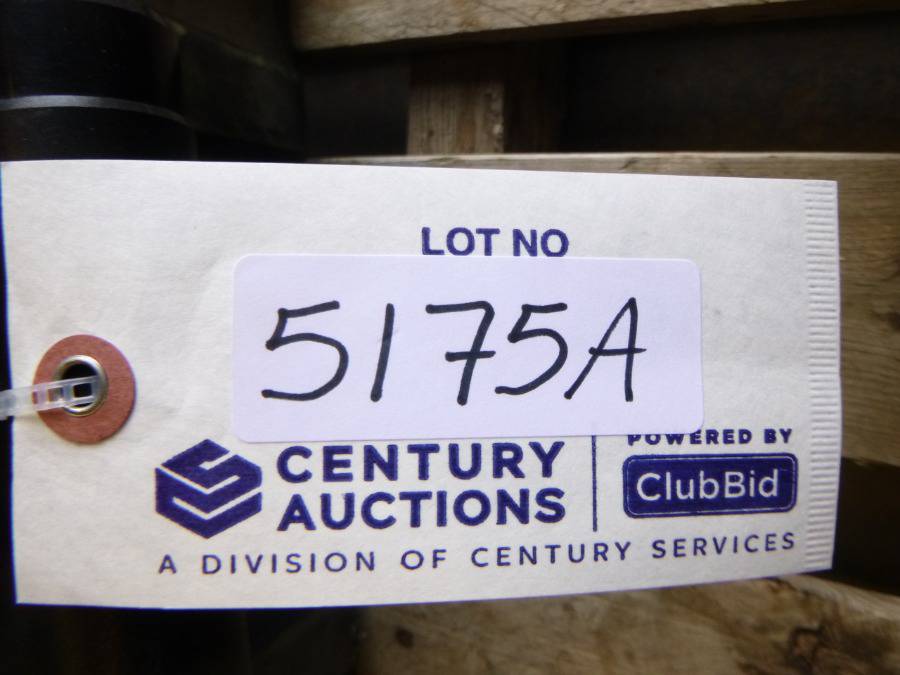 LOT NO
5175A
CENTURY
AUCTIONS
POWERED BY
ClubBid
A DIVISION OF CENTURY SERVICES